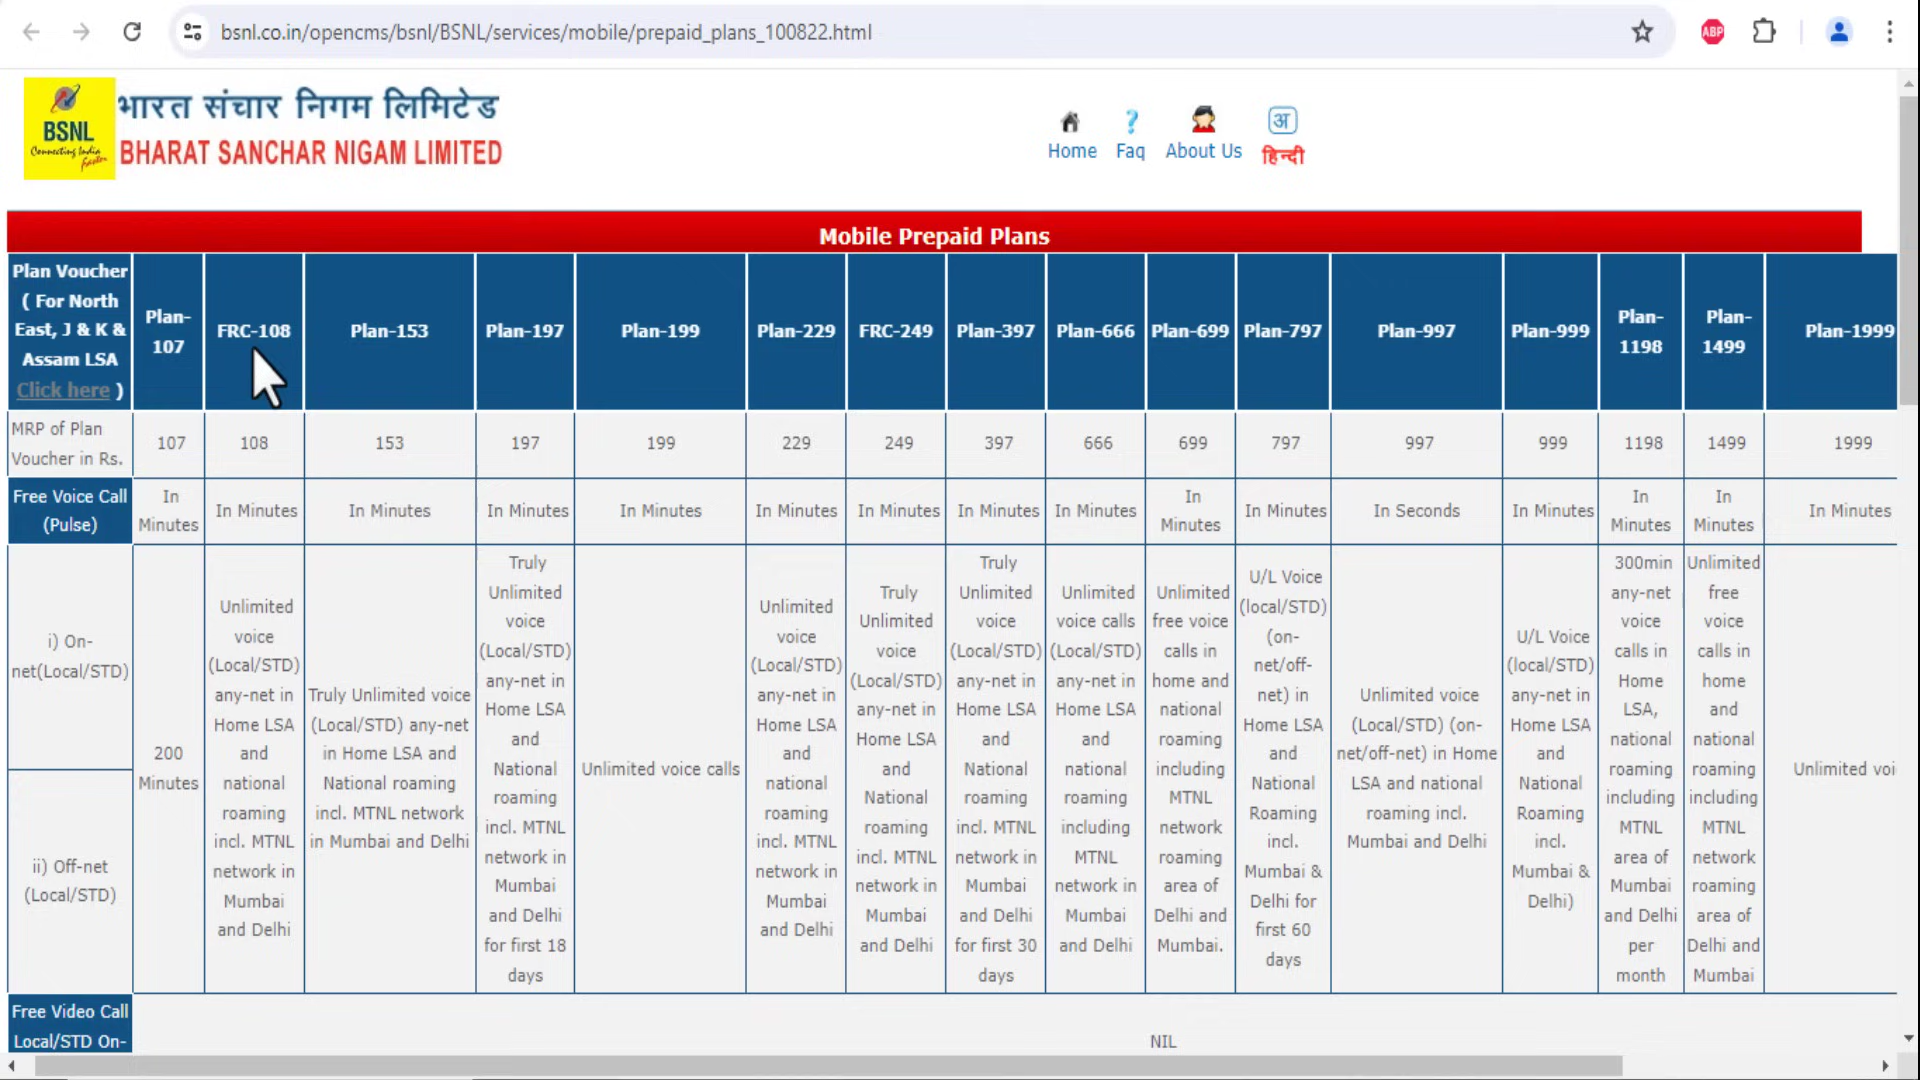 bsnl.co.in/opencms/bsnl/BSNL/services/mobile/prepaid_plans_100822.html
ABP
BSNL
Connecting India
Faster
भारत संचार निगम लिमिटेड
BHARAT SANCHAR NIGAM LIMITED
Home
Faq
About Us
अ
हिन्दी
Mobile Prepaid Plans
Plan Voucher
( For North
East, J & K &
Assam LSA
Click here )
Plan-
107
FRC-108
Plan-153
Plan-197
Plan-199
Plan-229
FRC-249
Plan-397
Plan-666
Plan-699
Plan-797
Plan-997
Plan-999
Plan-
1198
Plan-
1499
Plan-1999
MRP of Plan
Voucher in Rs.
107
108
153
197
199
229
249
397
666
699
797
997
999
1198
1499
1999
Free Voice Call
(Pulse)
In
Minutes
In Minutes
In Minutes
In Minutes
In Minutes
In Minutes
In Minutes
In Minutes
In Minutes
In
Minutes
In Minutes
In Seconds
In Minutes
In
Minutes
In
Minutes
In Minutes
i) On-
net(Local/STD)
ii) Off-net
(Local/STD)
200
Minutes
Unlimited
voice
(Local/STD)
any-net in
Home LSA
and
national
roaming
incl. MTNL
network in
Mumbai
and Delhi
Truly Unlimited voice
(Local/STD) any-net
in Home LSA and
National roaming
incl. MTNL network
in Mumbai and Delhi
Truly
Unlimited
voice
(Local/STD)
any-net in
Home LSA
and
National
roaming
incl. MTNL
network in
Mumbai
and Delhi
for first 18
days
Unlimited voice calls
Unlimited
voice
(Local/STD)
any-net in
Home LSA
and
national
roaming
incl. MTNL
network in
Mumbai
and Delhi
Truly
Unlimited
voice
(Local/STD)
any-net in
Home LSA
and
National
roaming
incl. MTNL
network in
Mumbai
and Delhi
Truly
Unlimited
voice
(Local/STD)
any-net in
Home LSA
and
National
roaming
incl. MTNL
network in
Mumbai
and Delhi
for first 30
days
Unlimited
voice calls
(Local/STD)
any-net in
Home LSA
and
national
roaming
including
MTNL
network in
Mumbai
and Delhi
Unlimited
free voice
calls in
home and
national
roaming
including
MTNL
network
roaming
area of
Delhi and
Mumbai.
U/L Voice
(local/STD)
(on-
net/off-
net) in
Home LSA
and
National
Roaming
incl.
Mumbai &
Delhi for
first 60
days
Unlimited voice
(Local/STD) (on-
net/off-net) in Home
LSA and national
roaming incl.
Mumbai and Delhi
U/L Voice
(local/STD)
any-net in
Home LSA
and
National
Roaming
incl.
Mumbai &
Delhi)
300min
any-net
voice
calls in
Home
LSA,
national
roaming
including
MTNL
area of
Mumbai
and Delhi
per
month
Unlimited
free
voice
calls in
home
and
national
roaming
including
MTNL
network
roaming
area of
Delhi and
Mumbai
Unlimited voi
Free Video Call
Local/STD On-
NIL